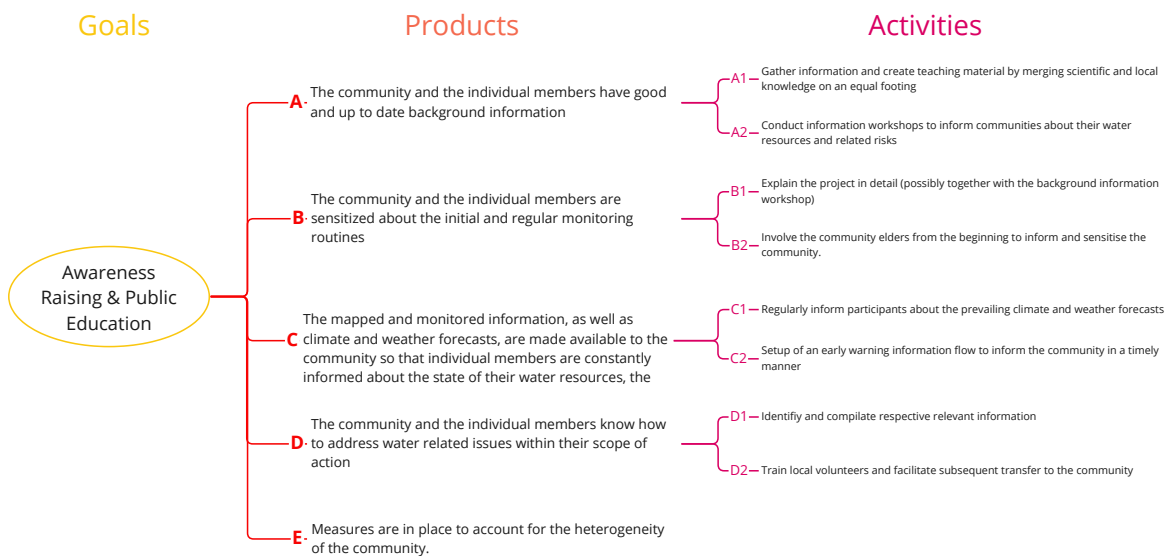 Goals
Products
Activities
Awareness
Raising & Public
Education
A
The community and the individual members have good
and up to date background information
A1
Gather information and create teaching material by merging scientific and local
knowledge on an equal footing
A2
Conduct information workshops to inform communities about their water
resources and related risks
B
The community and the individual members are
sensitized about the initial and regular monitoring
routines
B1
Explain the project in detail (possibly together with the background information
workshop)
B2
Involve the community elders from the beginning to inform and sensitise the
community.
C
The mapped and monitored information, as well as
climate and weather forecasts, are made available to the
community so that individual members are constantly
informed about the state of their water resources, the
C1
Regularly inform participants about the prevailing climate and weather forecasts
C2
Setup of an early warning information flow to inform the community in a timely
manner
D
The community and the individual members know how
to address water related issues within their scope of
action
D1
Identifiy and compilate respective relevant information
D2
Train local volunteers and facilitate subsequent transfer to the community
E
Measures are in place to account for the heterogeneity
of the community.